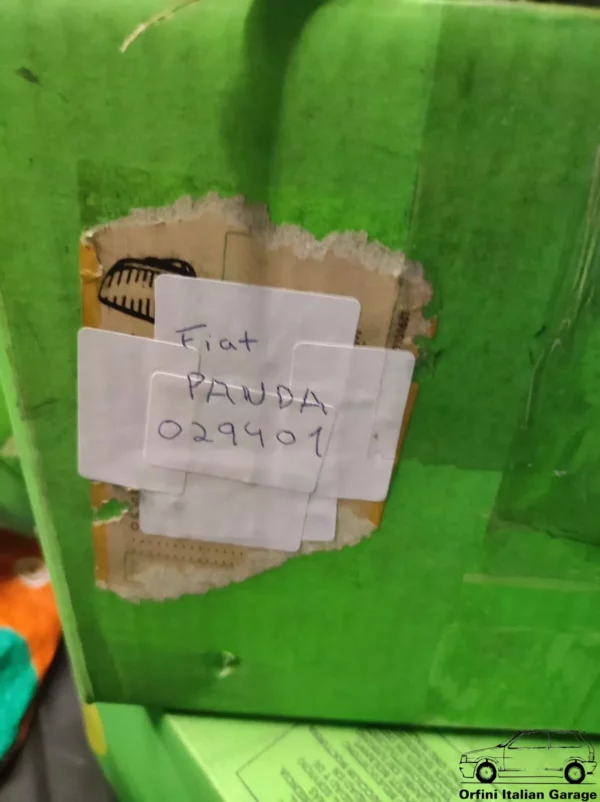 Fiat
PANDA
029401
Orfini Italian Garage